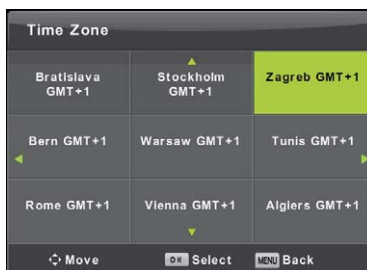 Time Zone
Bratislava GMT+1
Stockholm GMT+1
Zagreb GMT+1
Bern GMT+1
Warsaw GMT+1
Tunis GMT+1
Rome GMT+1
Vienna GMT+1
Algiers GMT+1
Move
OK Select
MENU Back